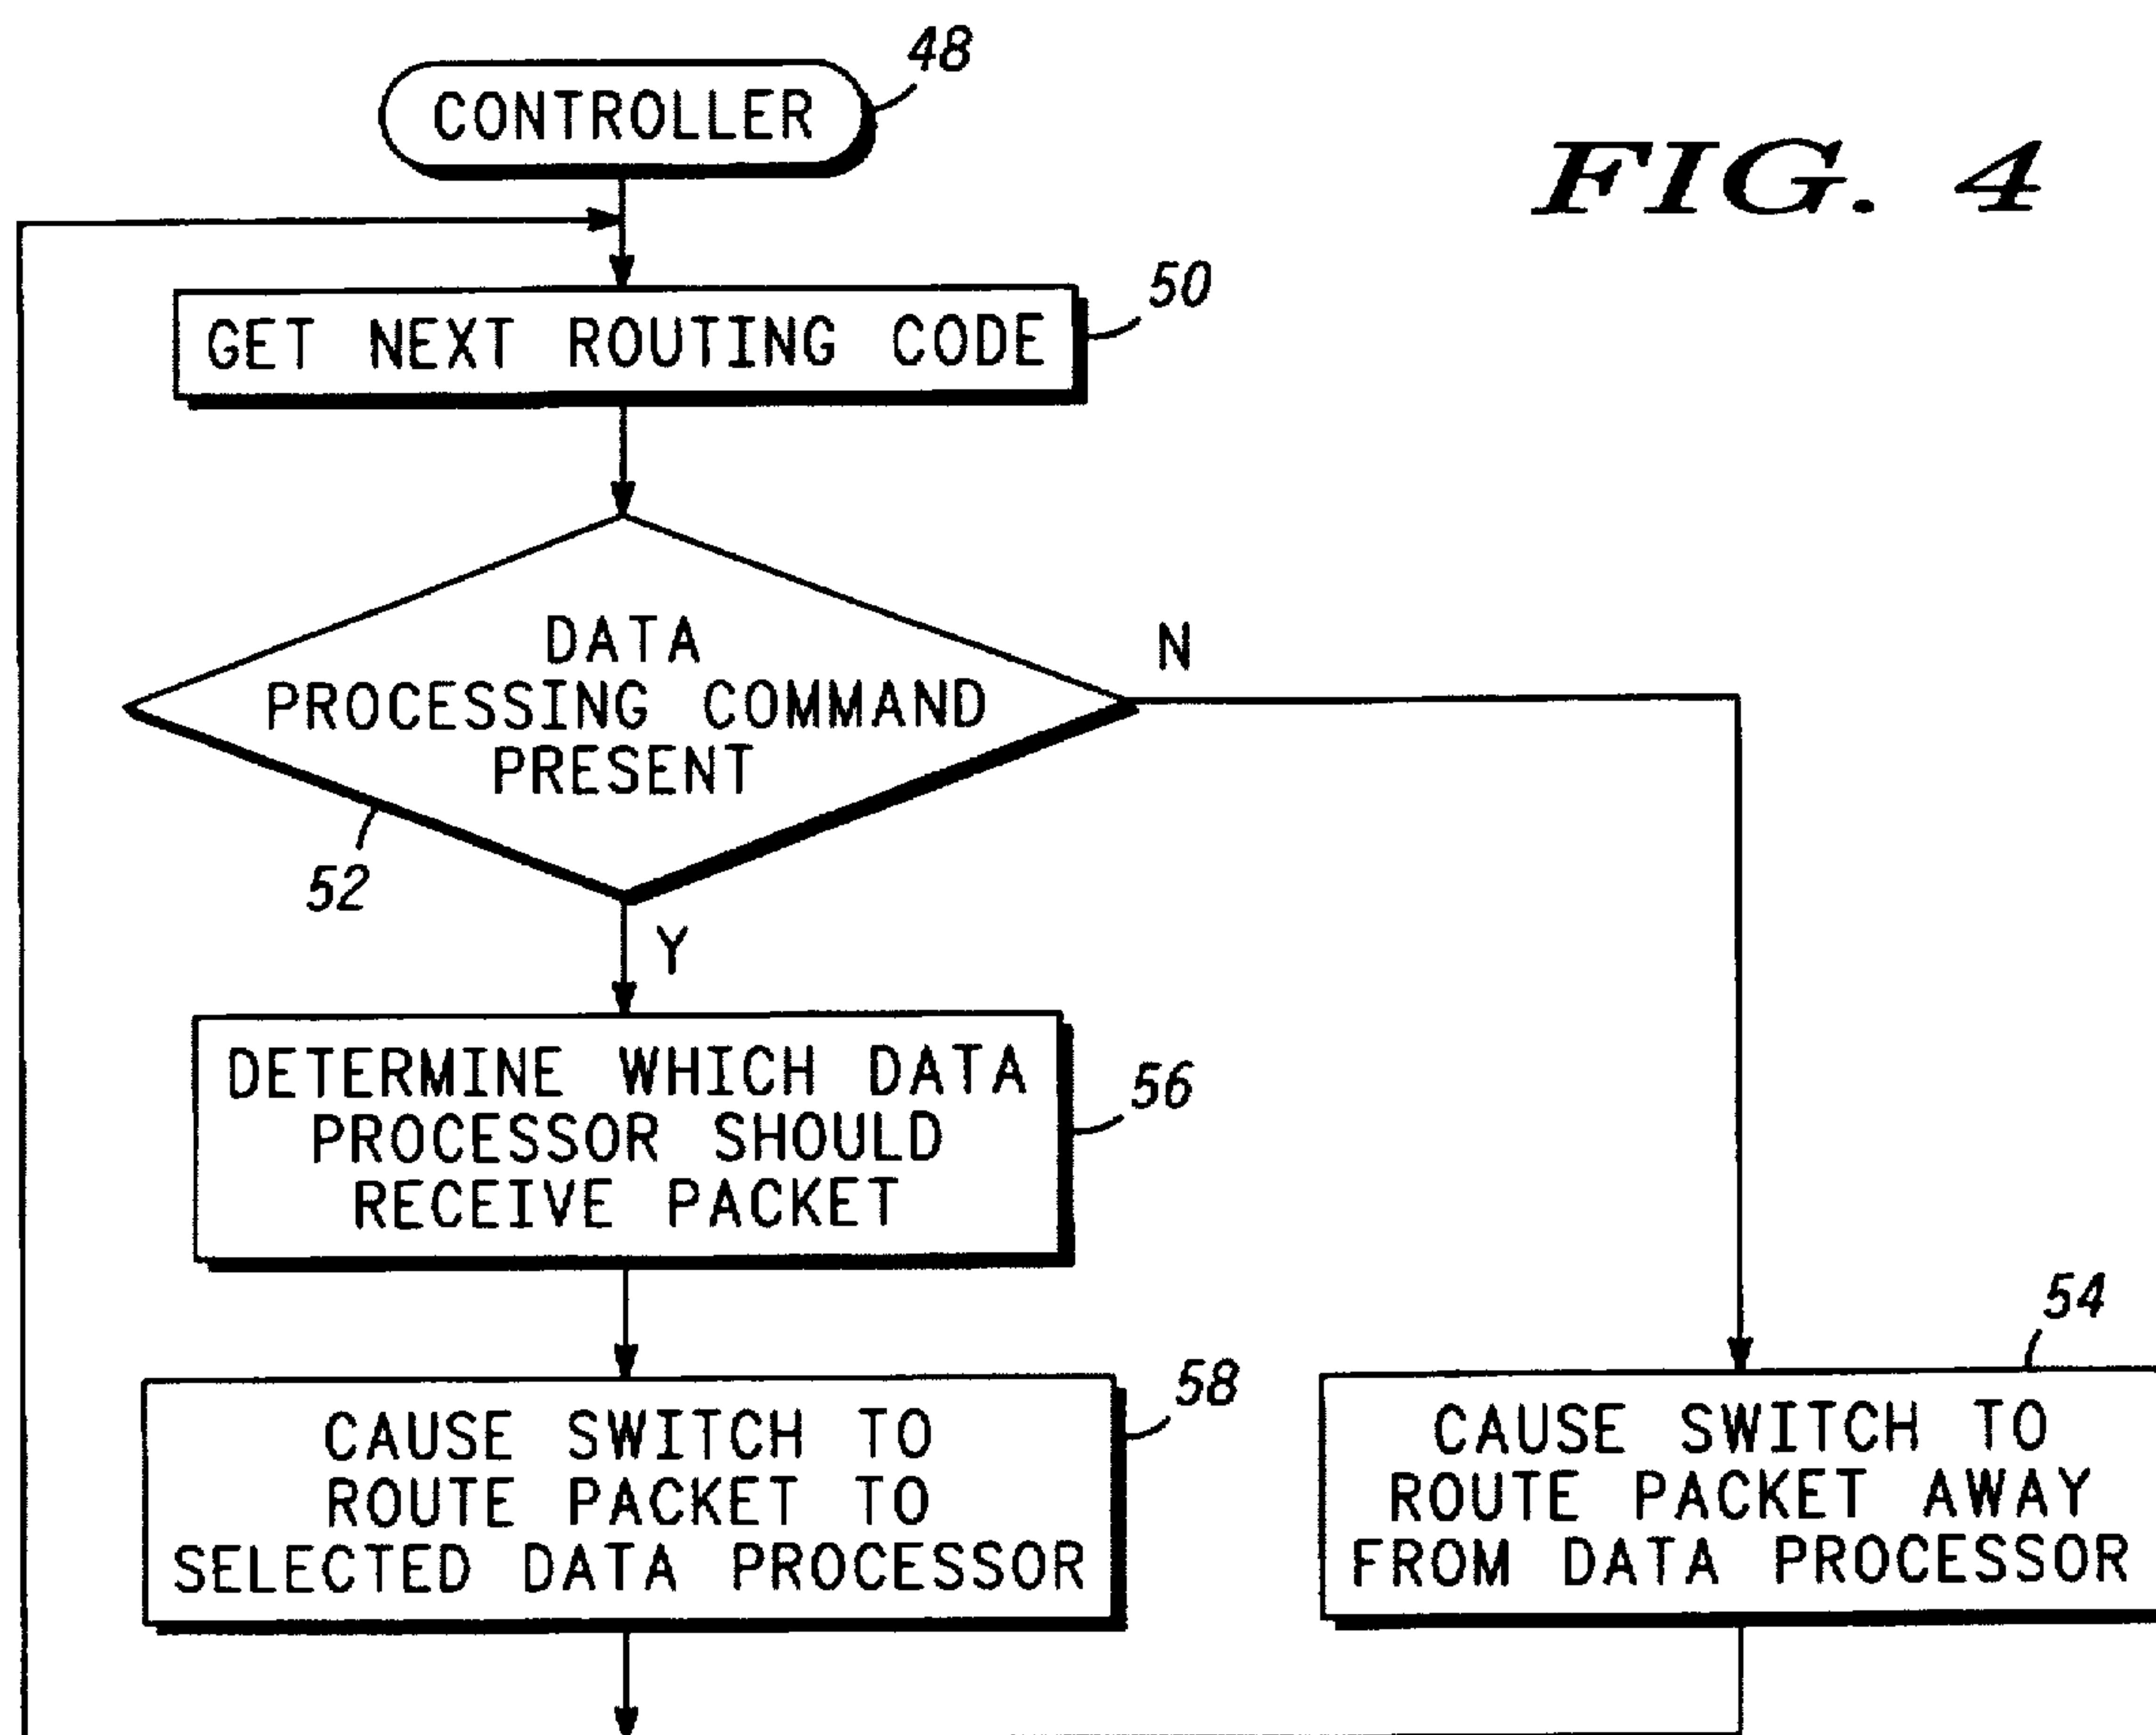 48
CONTROLLER
FIG. 4
50
GET NEXT ROUTING CODE
DATA
PROCESSING COMMAND
PRESENT
N
52
Y
DETERMINE WHICH DATA
PROCESSOR SHOULD
RECEIVE PACKET
56
58
CAUSE SWITCH TO
ROUTE PACKET TO
SELECTED DATA PROCESSOR
54
CAUSE SWITCH TO
ROUTE PACKET AWAY
FROM DATA PROCESSOR